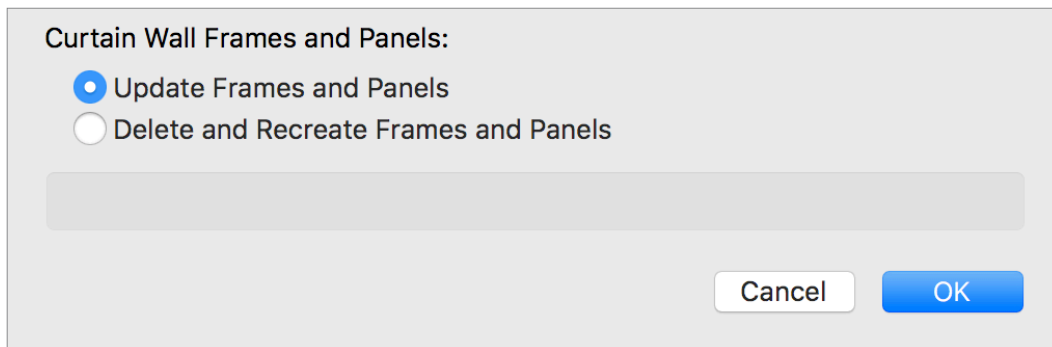 Curtain Wall Frames and Panels:
Update Frames and Panels
Delete and Recreate Frames and Panels
Cancel
OK